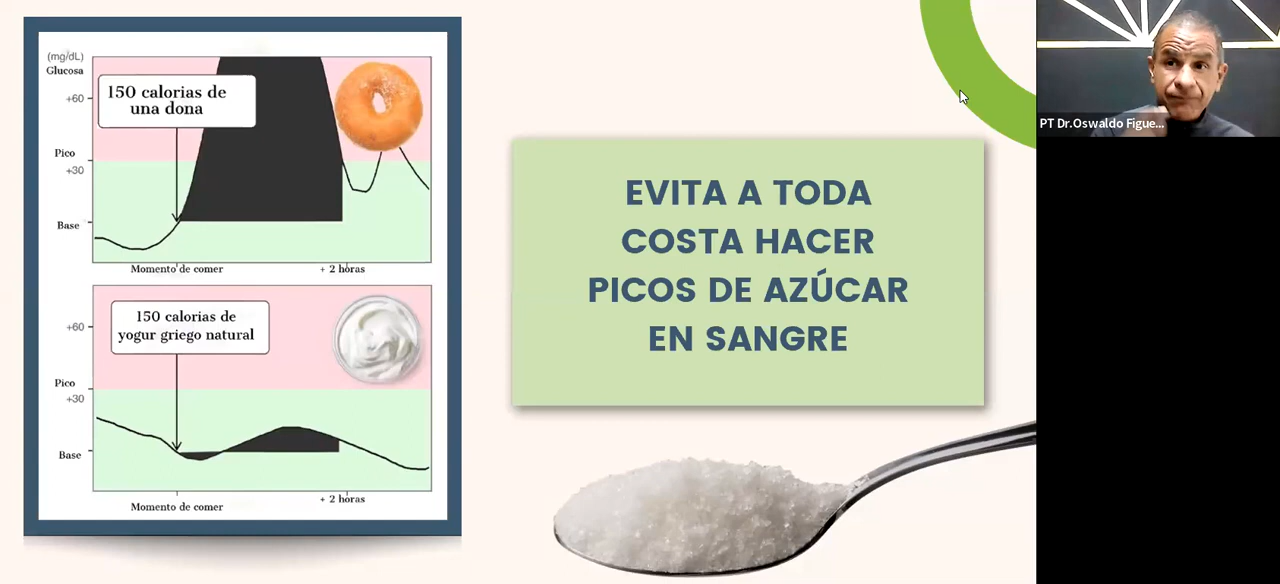 (mg/dL)
Glucosa
+60
Pico
+30
Base
150 calorias de
una dona
Momento de comer
+ 2 horas
+60
Pico
+30
Base
150 calorias de
yogur griego natural
Momento de comer
+ 2 horas
EVITA A TODA
COSTA HACER
PICOS DE AZÚCAR
EN SANGRE
PT Dr.Oswaldo Figue...